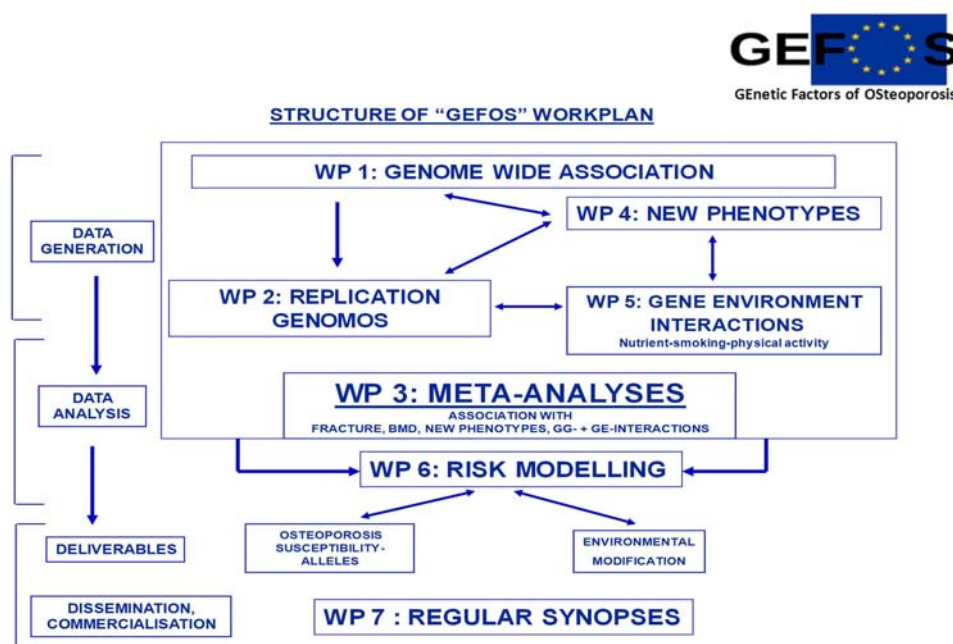 GEFOS
GEnetic Factors of OSteoporosis
STRUCTURE OF “GEFOS” WORKPLAN
WP 1: GENOME WIDE ASSOCIATION
WP 4: NEW PHENOTYPES
DATA
GENERATION
WP 2: REPLICATION
GENOMOS
WP 5: GENE ENVIRONMENT
INTERACTIONS
Nutrient-smoking-physical activity
WP 3: META-ANALYSES
ASSOCIATION WITH
FRACTURE, BMD, NEW PHENOTYPES, GG- + GE-INTERACTIONS
DATA
ANALYSIS
WP 6: RISK MODELLING
DELIVERABLES
OSTEOPOROSIS
SUSCEPTIBILITY-
ALLELES
ENVIRONMENTAL
MODIFICATION
DISSEMINATION,
COMMERCIALISATION
WP 7 : REGULAR SYNOPSES